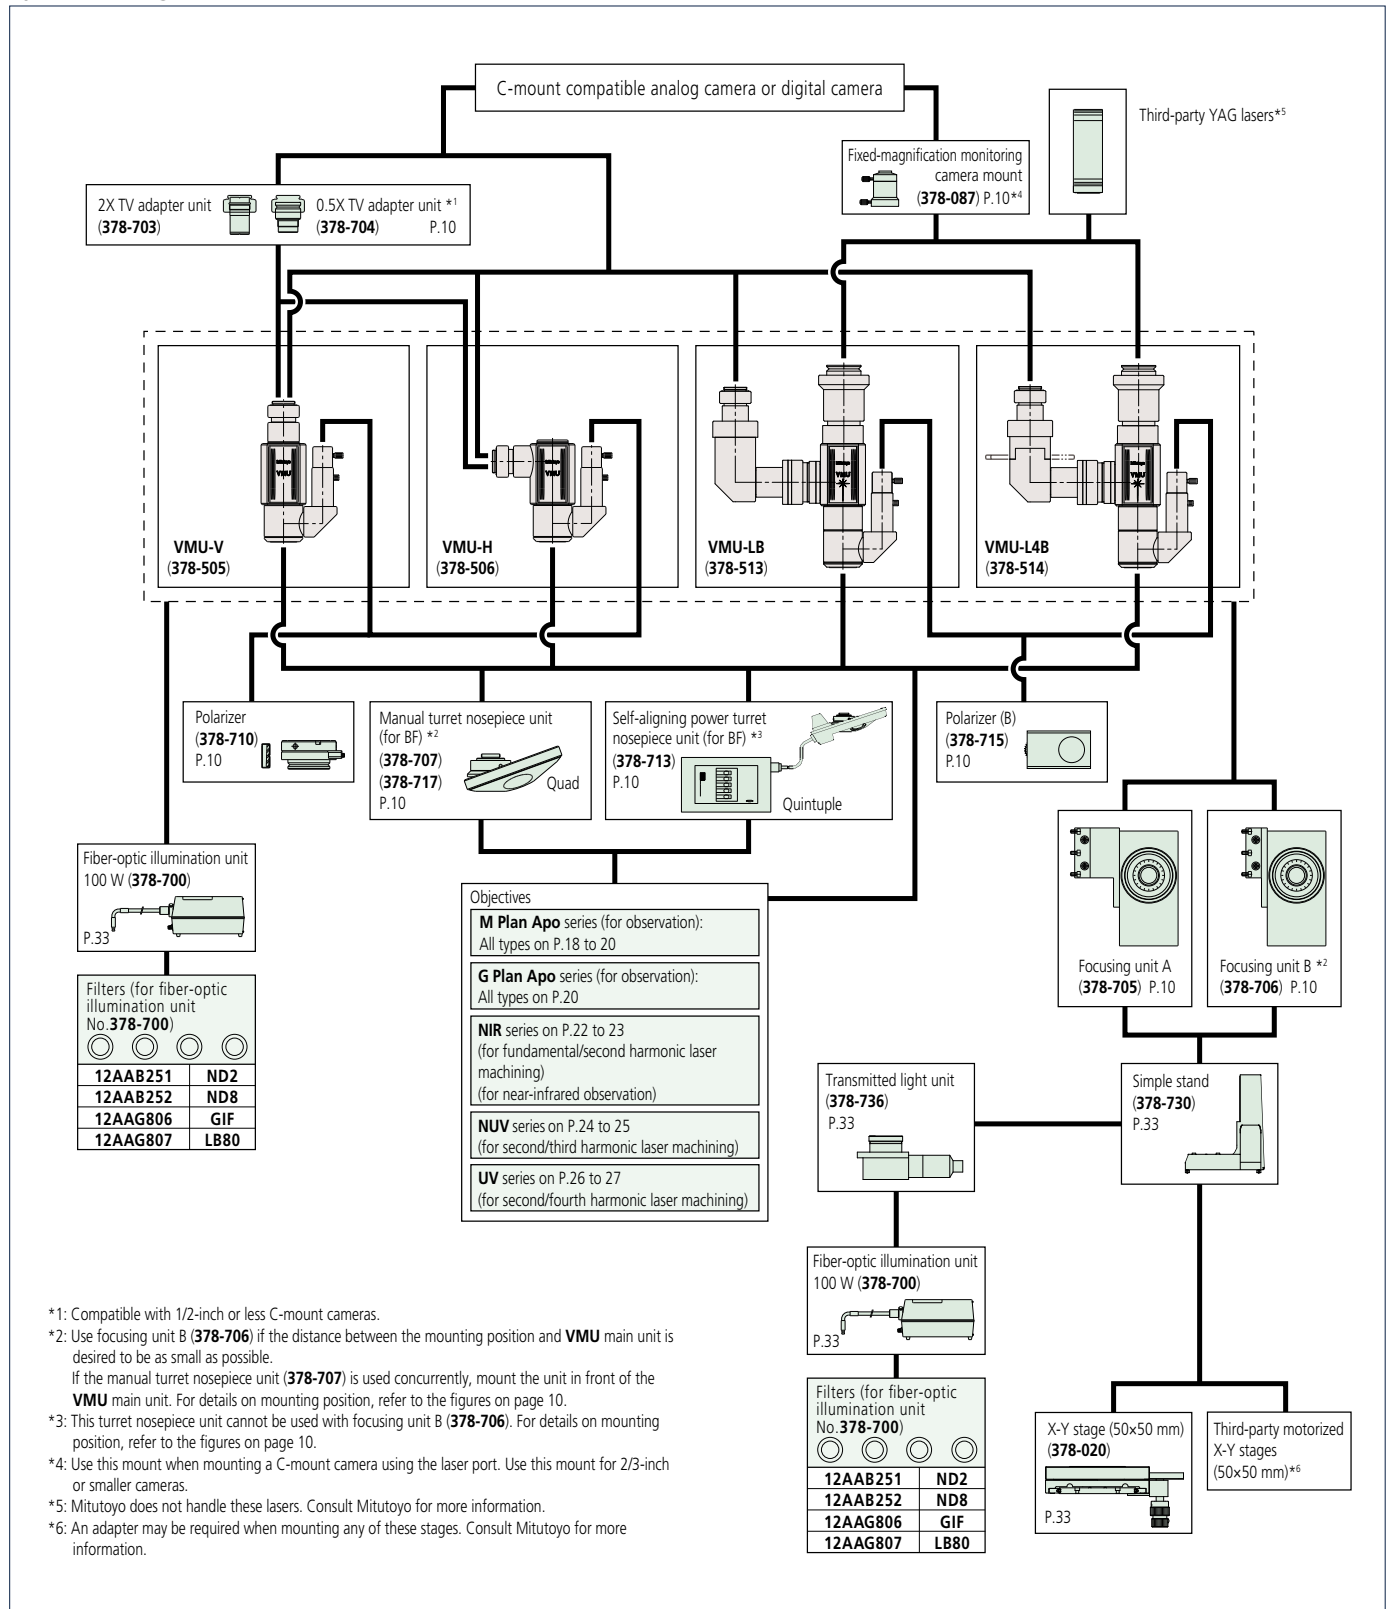 C-mount compatible analog camera or digital camera
Third-party YAG lasers*5
Fixed-magnification monitoring
camera mount
(378-087) P.10*4
2X TV adapter unit
(378-703)
0.5X TV adapter unit *1
(378-704) P.10
VMU-V
(378-505)
VMU-H
(378-506)
VMU-LB
(378-513)
VMU-L4B
(378-514)
Mitutoyo
VMU
Mitutoyo
VMU
Mitutoyo
VMU
Mitutoyo
VMU
Polarizer
(378-710)
P.10
Manual turret nosepiece unit
(for BF) *2
(378-707)
(378-717)
P.10
Quad
Self-aligning power turret
nosepiece unit (for BF) *3
(378-713)
P.10
Quintuple
Polarizer (B)
(378-715)
P.10
Fiber-optic illumination unit
100 W (378-700)
P.33
Filters (for fiber-optic
illumination unit
No.378-700)
12AAB251 ND2
12AAB252 ND8
12AAG806 GIF
12AAG807 LB80
Objectives
M Plan Apo series (for observation):
All types on P.18 to 20
G Plan Apo series (for observation):
All types on P.20
NIR series on P.22 to 23
(for fundamental/second harmonic laser
machining)
(for near-infrared observation)
NUV series on P.24 to 25
(for second/third harmonic laser machining)
UV series on P.26 to 27
(for second/fourth harmonic laser machining)
Focusing unit A
(378-705) P.10
Focusing unit B *2
(378-706) P.10
Transmitted light unit
(378-736)
P.33
Simple stand
(378-730)
P.33
Fiber-optic illumination unit
100 W (378-700)
P.33
Filters (for fiber-optic
illumination unit
No.378-700)
12AAB251 ND2
12AAB252 ND8
12AAG806 GIF
12AAG807 LB80
X-Y stage (50×50 mm)
(378-020)
P.33
Third-party motorized
X-Y stages
(50×50 mm)*6
*1: Compatible with 1/2-inch or less C-mount cameras.
*2: Use focusing unit B (378-706) if the distance between the mounting position and VMU main unit is
desired to be as small as possible.
If the manual turret nosepiece unit (378-707) is used concurrently, mount the unit in front of the
VMU main unit. For details on mounting position, refer to the figures on page 10.
*3: This turret nosepiece unit cannot be used with focusing unit B (378-706). For details on mounting
position, refer to the figures on page 10.
*4: Use this mount when mounting a C-mount camera using the laser port. Use this mount for 2/3-inch
or smaller cameras.
*5: Mitutoyo does not handle these lasers. Consult Mitutoyo for more information.
*6: An adapter may be required when mounting any of these stages. Consult Mitutoyo for more
information.